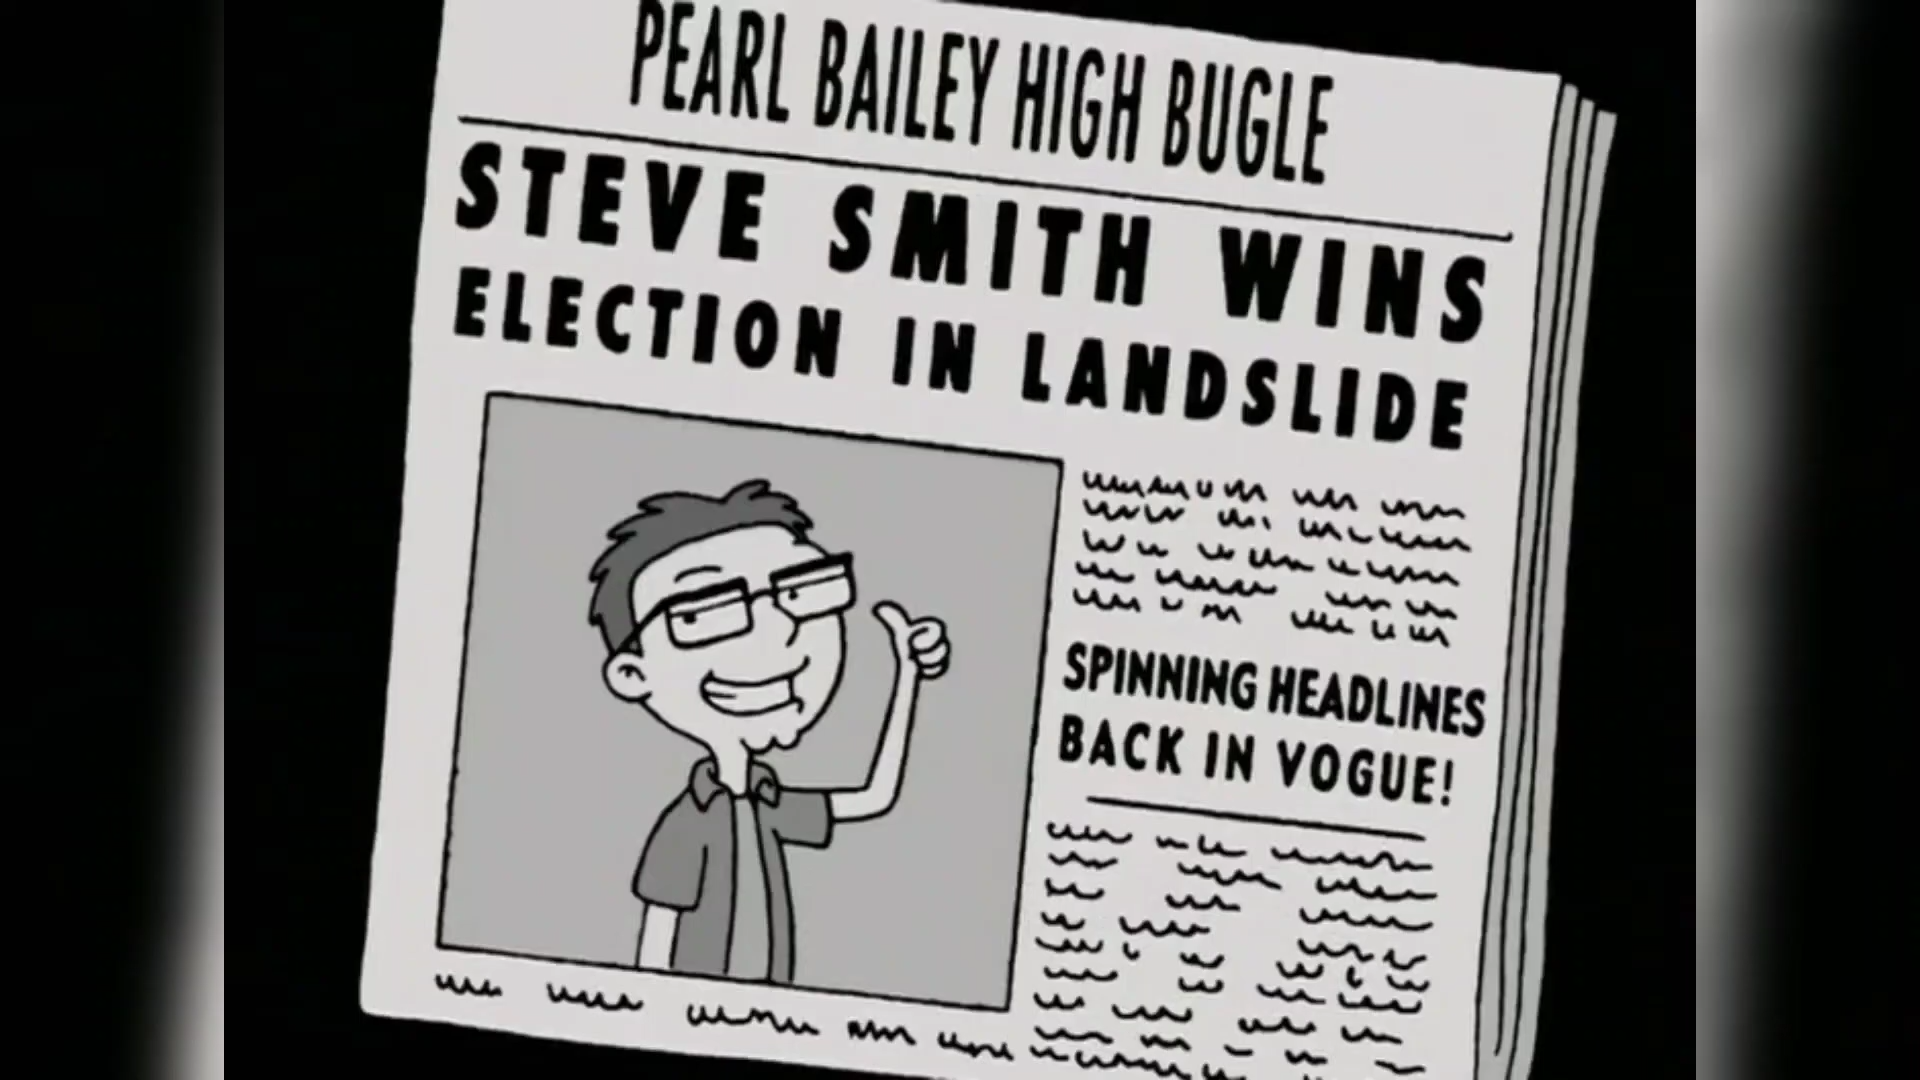 PEARL BAILEY HIGH BUGLE
STEVE SMITH WINS
ELECTION IN LANDSLIDE
SPINNING HEADLINES
BACK IN VOGUE!